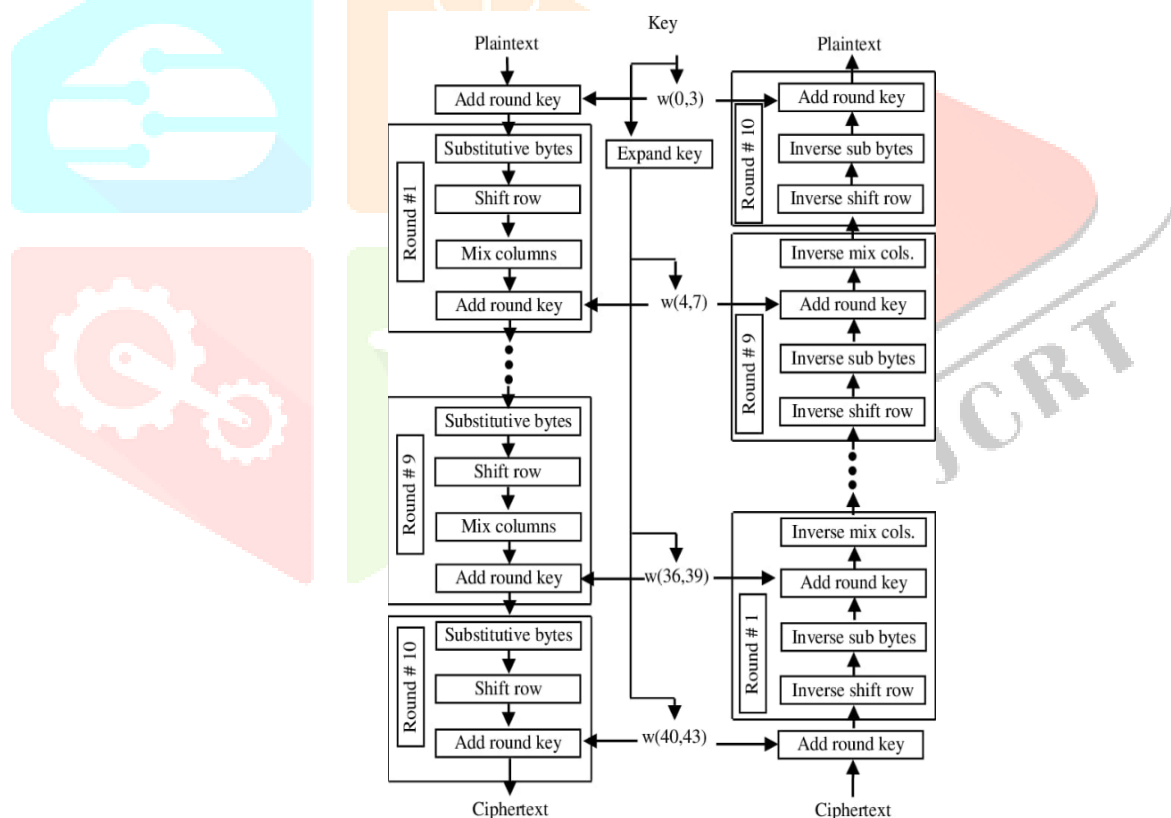 Key
Plaintext
Add round key
Round #1
Substitutive bytes
Shift row
Mix columns
Add round key
Round # 9
Substitutive bytes
Shift row
Mix columns
Add round key
Round # 10
Substitutive bytes
Shift row
Add round key
Ciphertext
w(0,3)
Expand key
w(4,7)
w(36,39)
w(40,43)
Plaintext
Round # 10
Add round key
Inverse sub bytes
Inverse shift row
Round # 9
Inverse mix cols.
Add round key
Inverse sub bytes
Inverse shift row
Round # 1
Inverse mix cols.
Add round key
Inverse sub bytes
Inverse shift row
Add round key
Ciphertext
JCRT